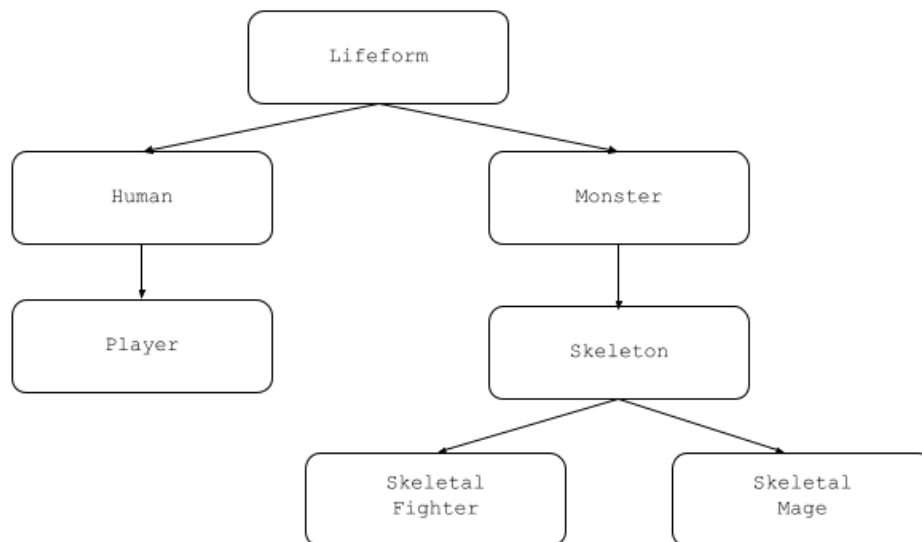 Lifeform
Human
Monster
Player
Skeleton
Skeletal
Fighter
Skeletal
Mage